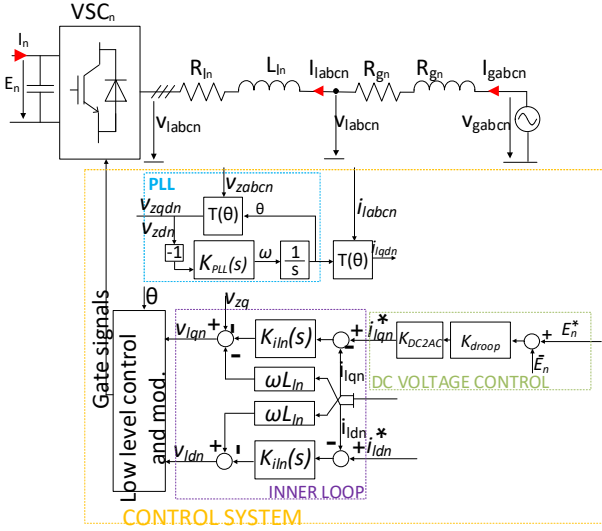 VSCn
In
En
Rln
Lln
Ilabcn
Rgn
Rgn
Igabcn
vlabcn
vlabcn
vgabcn
PLL
vzabcn
vzqdn
vzdn
T(θ)
θ
ilabcn
-1
KPLL(s)
ω
1
s
T(θ)
ilqdn
Gate signals
θ
Low level control
and mod.
vzq
vlqn
+
-
-
Kiln(s)
+
-
ilqn*
KDC2AC
Kdroop
+
En*
-
En
ilqn
DC VOLTAGE CONTROL
ωLln
ωLln
ildn
vldn
+
-
Kiln(s)
-
+
ildn*
INNER LOOP
CONTROL SYSTEM